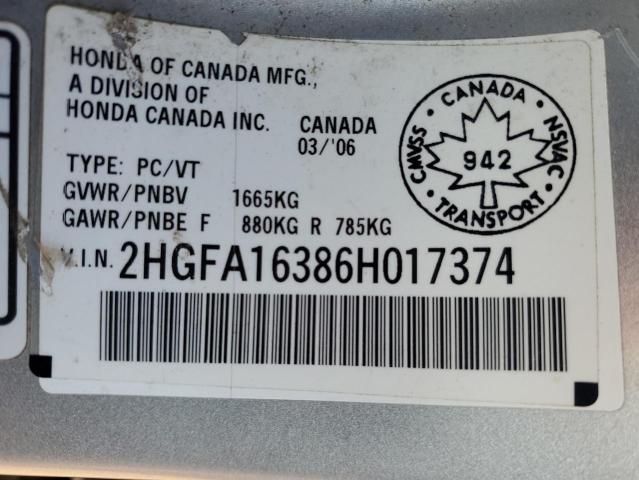 HONDA OF CANADA MFG.,
A DIVISION OF
HONDA CANADA INC. CANADA
03/'06
TYPE: PC/VT
GVWR/PNBV 1665KG
GAWR/PNBE F 880KG R 785KG
V.I.N. 2HGFA16386H017374
CMVSS · CANADA · NSVAC
942
· TRANSPORT ·